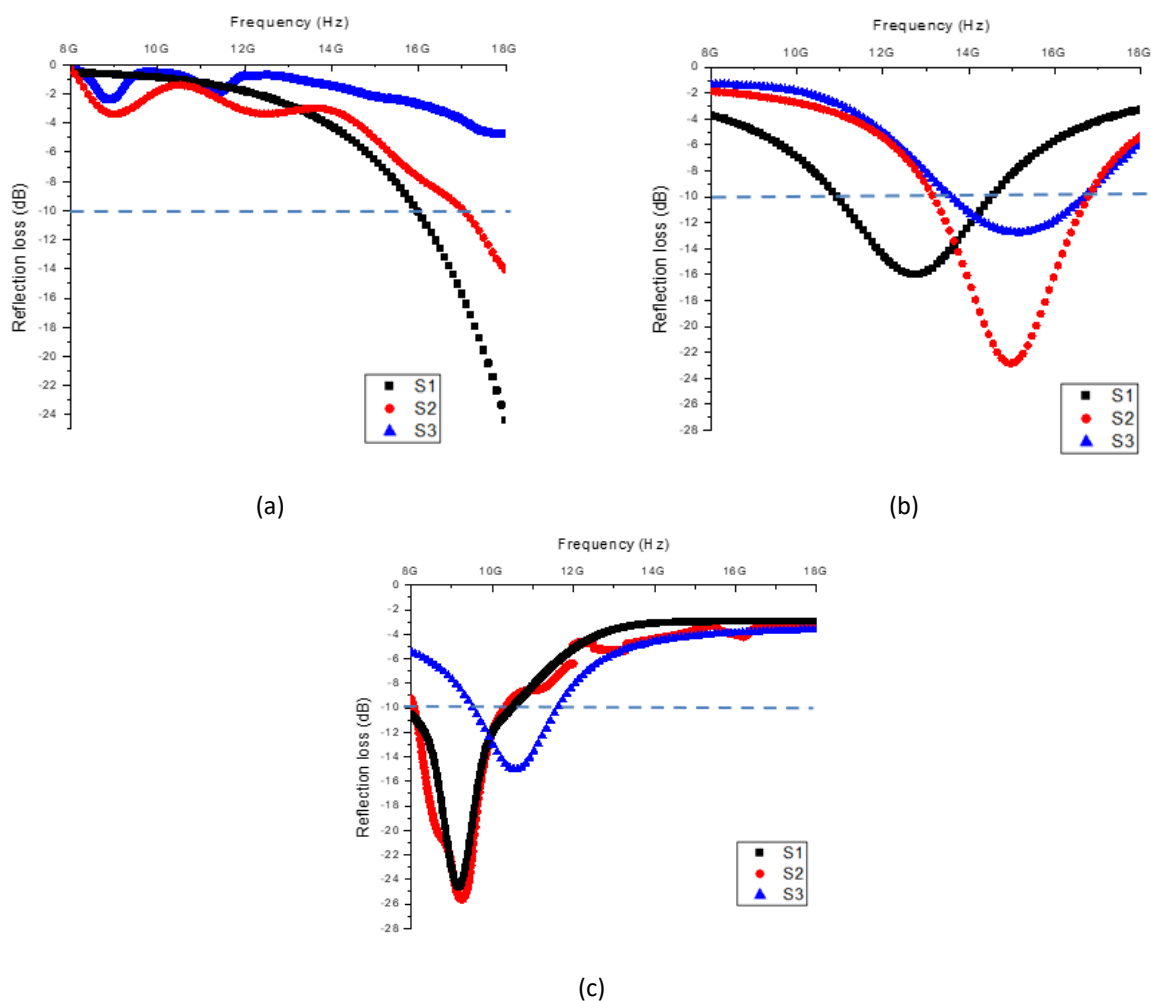 Frequency (Hz)
8G 10G 12G 14G 16G 18G
0
-2
-4
-6
-8
-10
-12
-14
-16
-18
-20
-22
-24
Reflection loss (dB)
S1
S2
S3
(a)
Frequency (Hz)
8G 10G 12G 14G 16G 18G
0
-2
-4
-6
-8
-10
-12
-14
-16
-18
-20
-22
-24
-26
-28
Reflection loss (dB)
S1
S2
S3
(b)
Frequency (Hz)
8G 10G 12G 14G 16G 18G
0
-2
-4
-6
-8
-10
-12
-14
-16
-18
-20
-22
-24
-26
-28
Reflection loss (dB)
S1
S2
S3
(c)